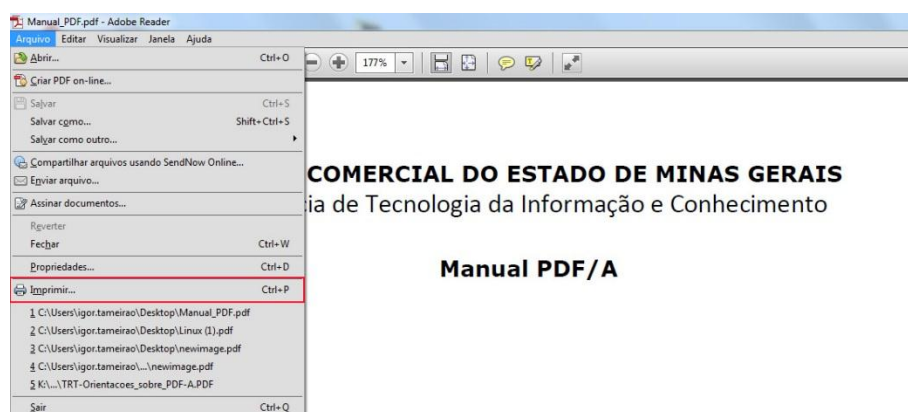 Manual_PDF.pdf - Adobe Reader
Arquivo Editar Visualizar Janela Ajuda
Abrir... Ctrl+O
177%
Criar PDF on-line...
Salvar Ctrl+S
Salvar como... Shift+Ctrl+S
Salvar como outro...
Compartilhar arquivos usando SendNow Online...
COMERCIAL DO ESTADO DE MINAS GERAIS
Enviar arquivo...
Assinar documentos...
ia de Tecnologia da Informação e Conhecimento
Reverter
Fechar Ctrl+W
Propriedades... Ctrl+D
Manual PDF/A
Imprimir... Ctrl+P
1 C:\Users\igor.tameirao\Desktop\Manual_PDF.pdf
2 C:\Users\igor.tameirao\Desktop\Linux (1).pdf
3 C:\Users\igor.tameirao\Desktop\newimage.pdf
4 C:\Users\igor.tameirao\...\newimage.pdf
5 K:\...\TRT-Orientacoes_sobre_PDF-A.PDF
Sair Ctrl+Q